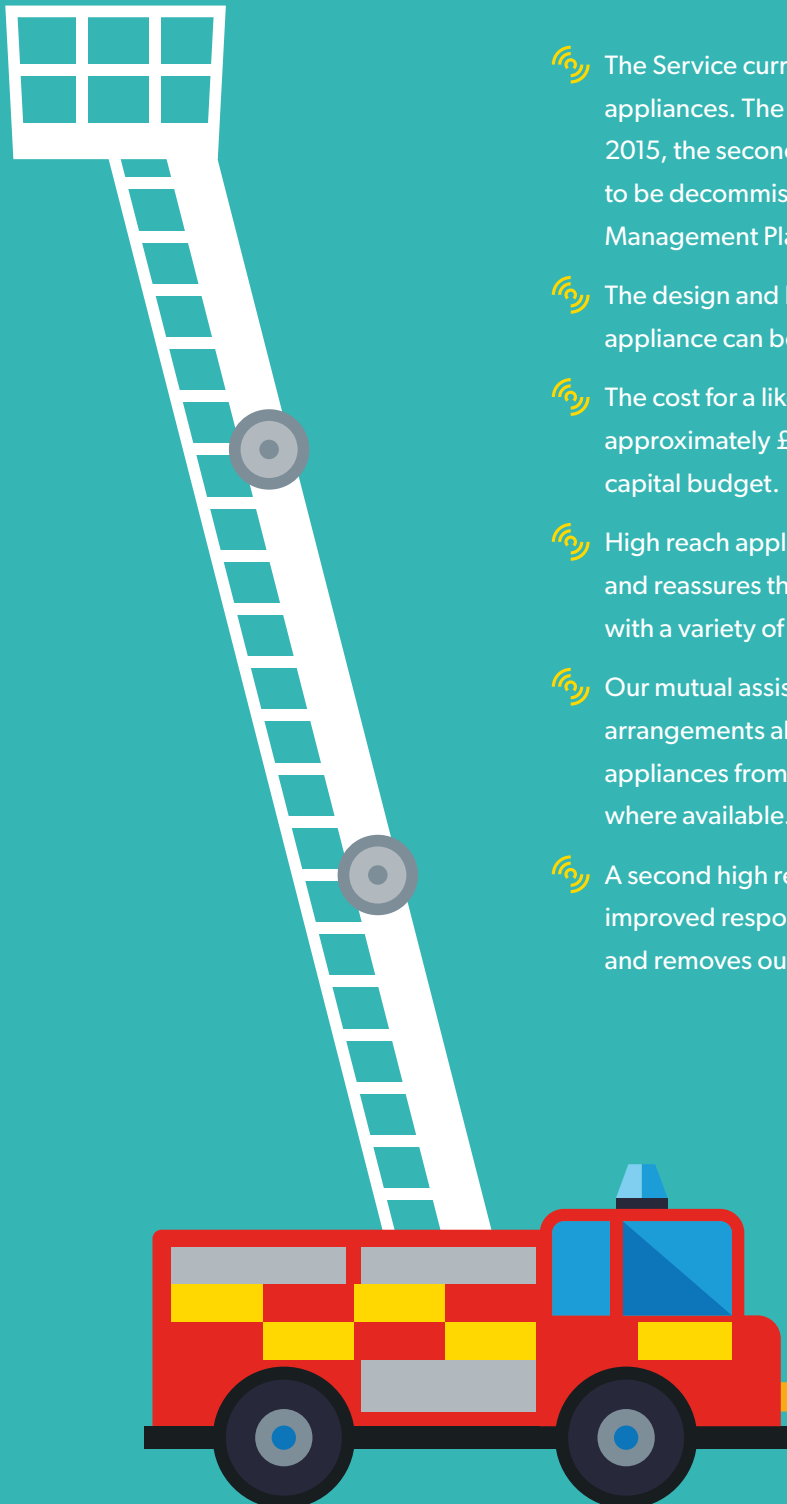 The Service curr
appliances. The
2015, the second
to be decommis
Management Pla
The design and
appliance can be
The cost for a lik
approximately £
capital budget.
High reach appli
and reassures th
with a variety of
Our mutual assis
arrangements al
appliances from
where available.
A second high re
improved respo
and removes ou